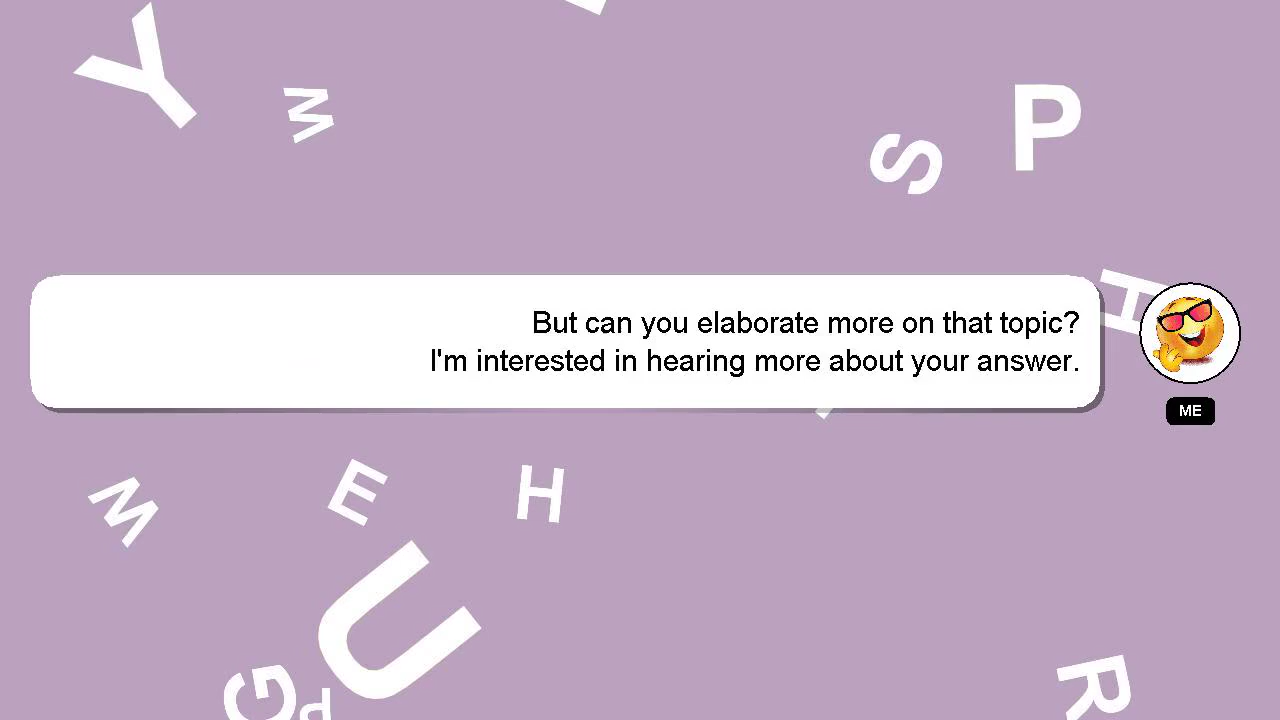 Y
W
S
P
H
But can you elaborate more on that topic?
I'm interested in hearing more about your answer.
ME
M
E
H
U
G
R